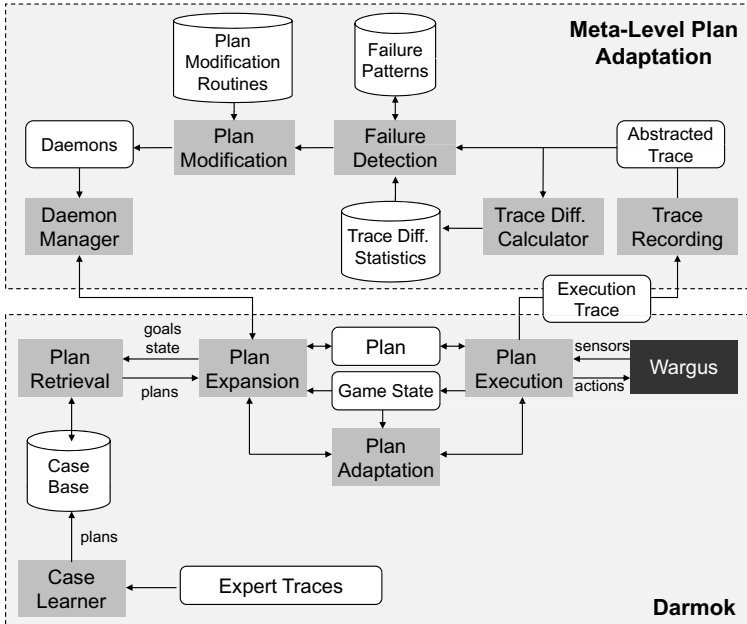 Meta-Level Plan
Adaptation
Plan
Modification
Routines
Failure
Patterns
Daemons
Plan
Modification
Failure
Detection
Abstracted
Trace
Daemon
Manager
Trace Diff.
Statistics
Trace Diff.
Calculator
Trace
Recording
Execution
Trace
goals
state
Plan
Retrieval
plans
Plan
Expansion
Plan
Game State
Plan
Execution
sensors
actions
Wargus
Plan
Adaptation
Case
Base
plans
Case
Learner
Expert Traces
Darmok